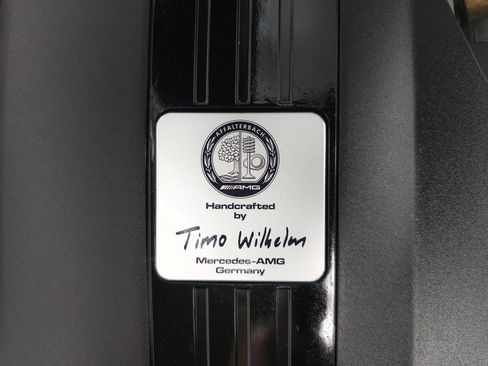 AFFALTERBACH
AMG
Handcrafted
by
Timo Wilhelm
Mercedes-AMG
Germany